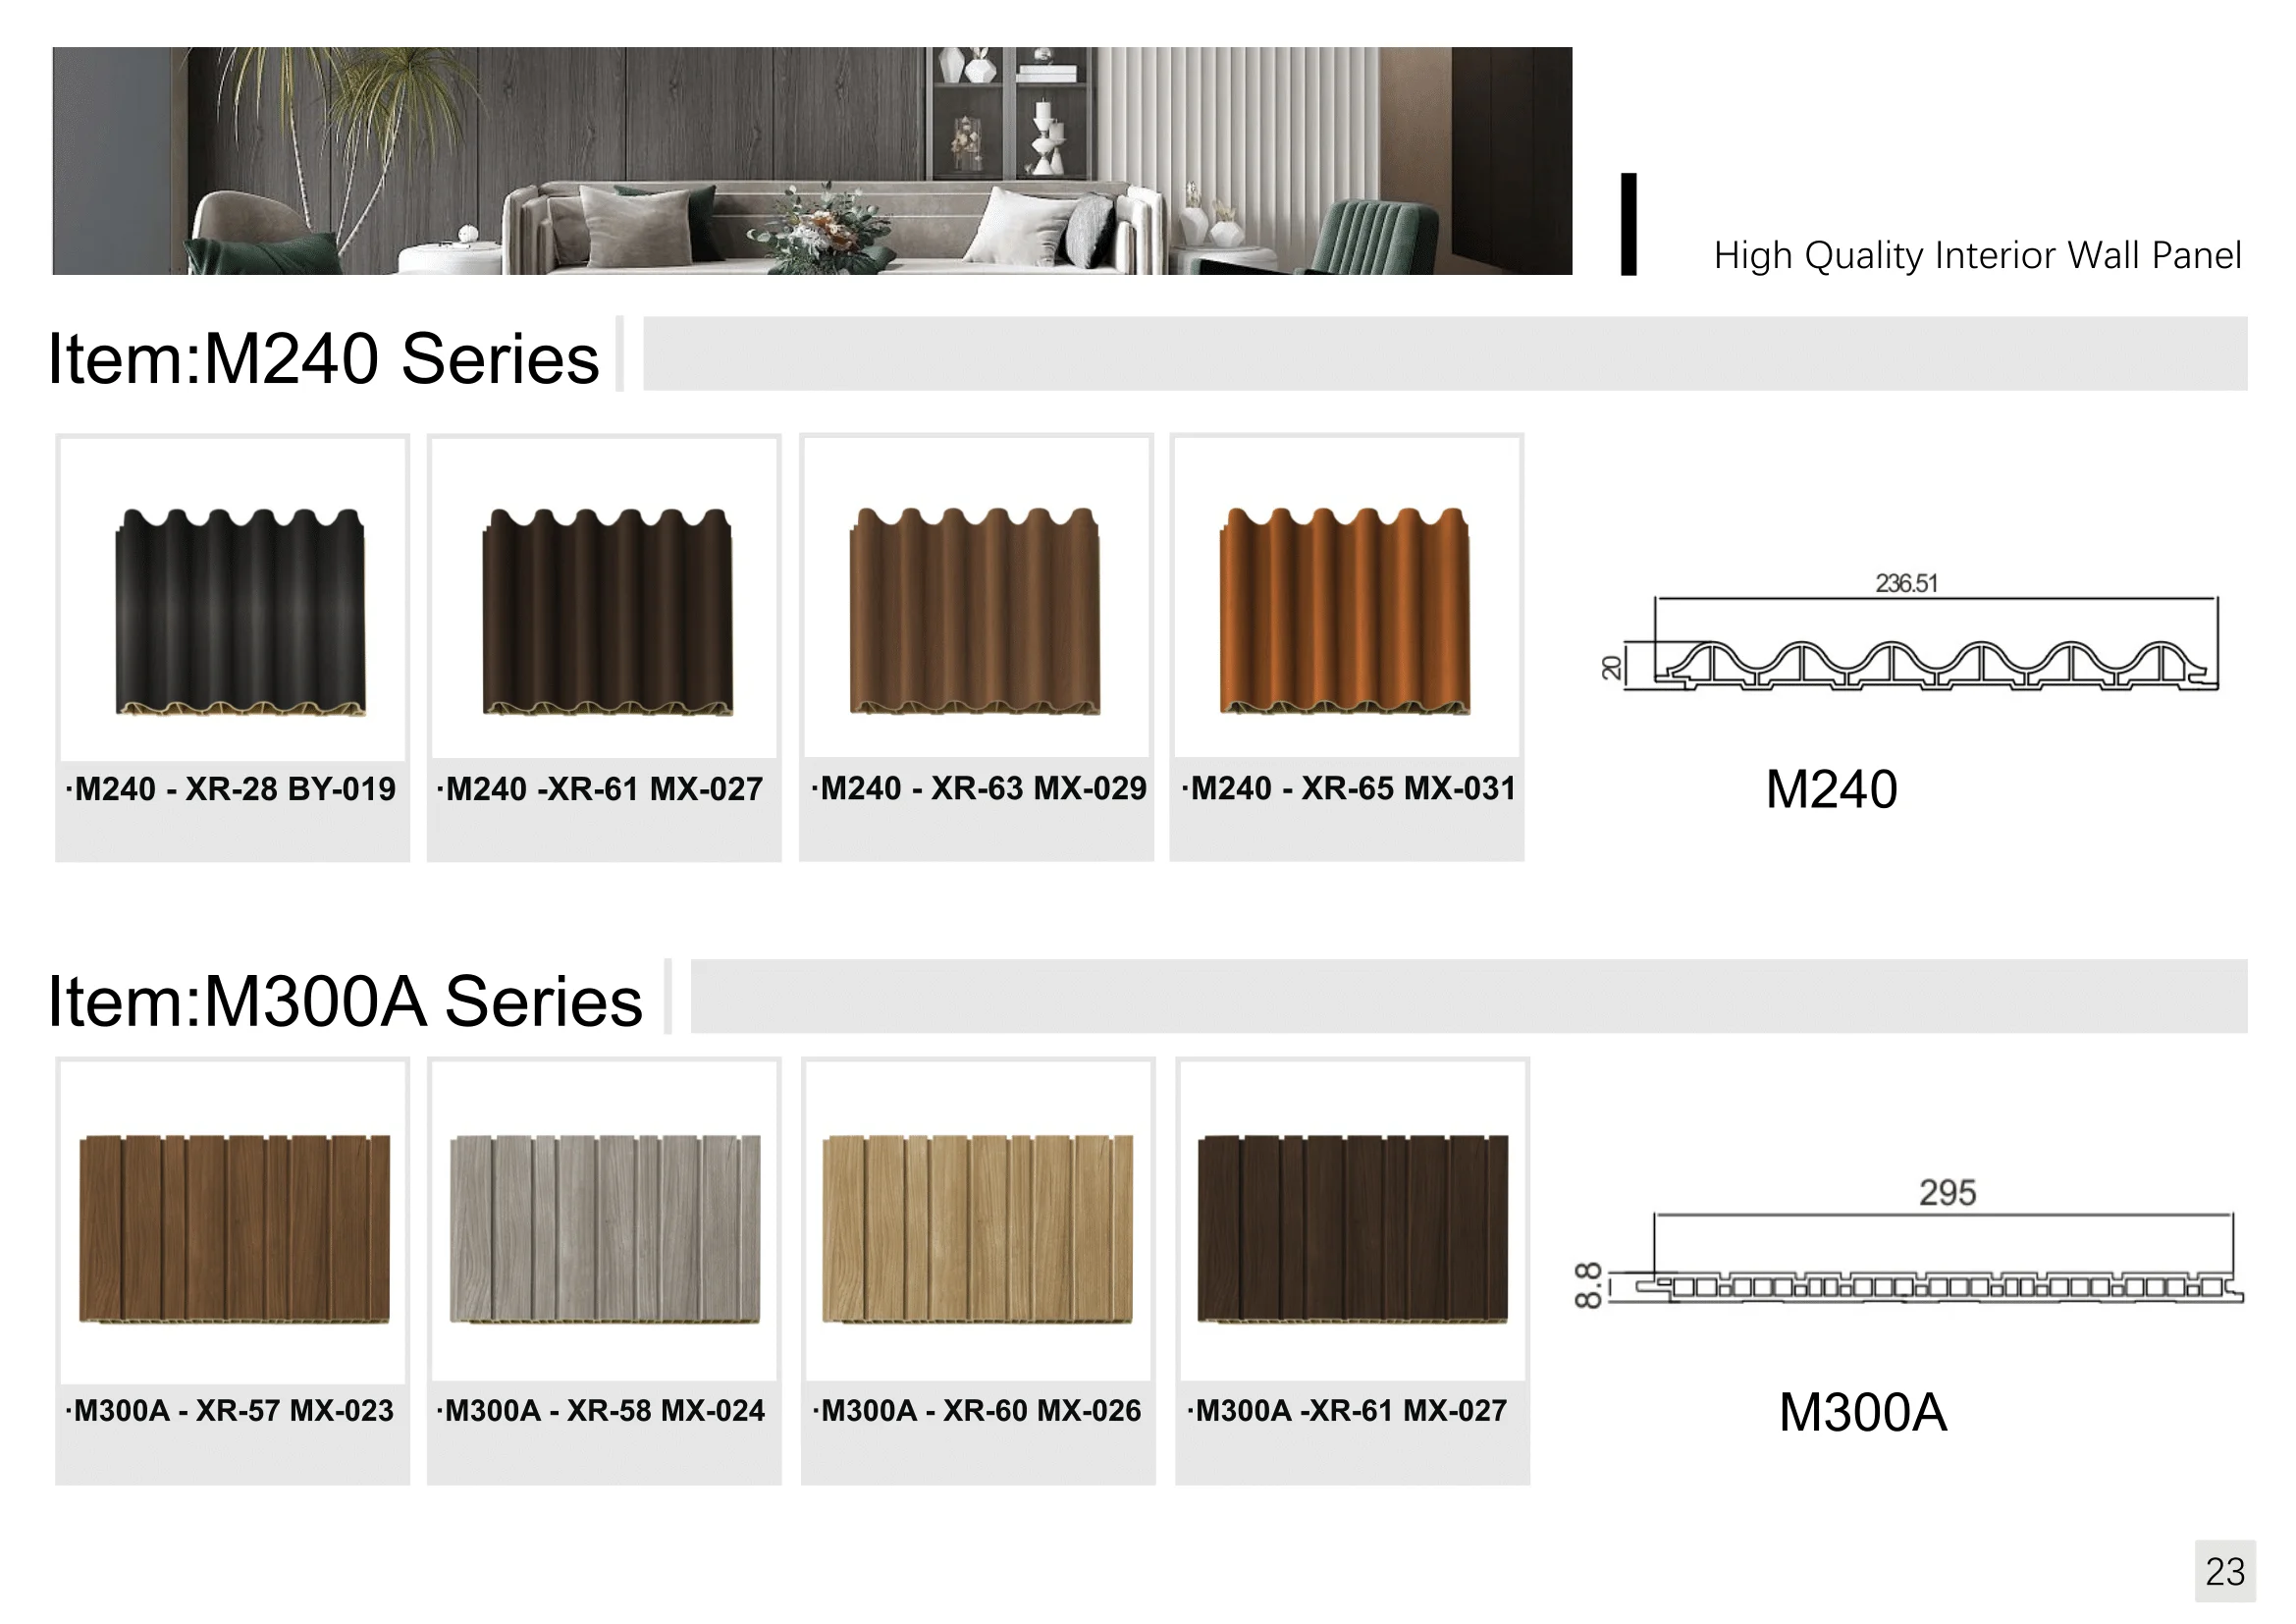 High Quality Interior Wall Panel
Item:M240 Series
236.51
20
·M240 - XR-28 BY-019
·M240 -XR-61 MX-027
·M240 - XR-63 MX-029
·M240 - XR-65 MX-031
M240
Item:M300A Series
295
8.8
·M300A - XR-57 MX-023
·M300A - XR-58 MX-024
·M300A - XR-60 MX-026
·M300A -XR-61 MX-027
M300A
23